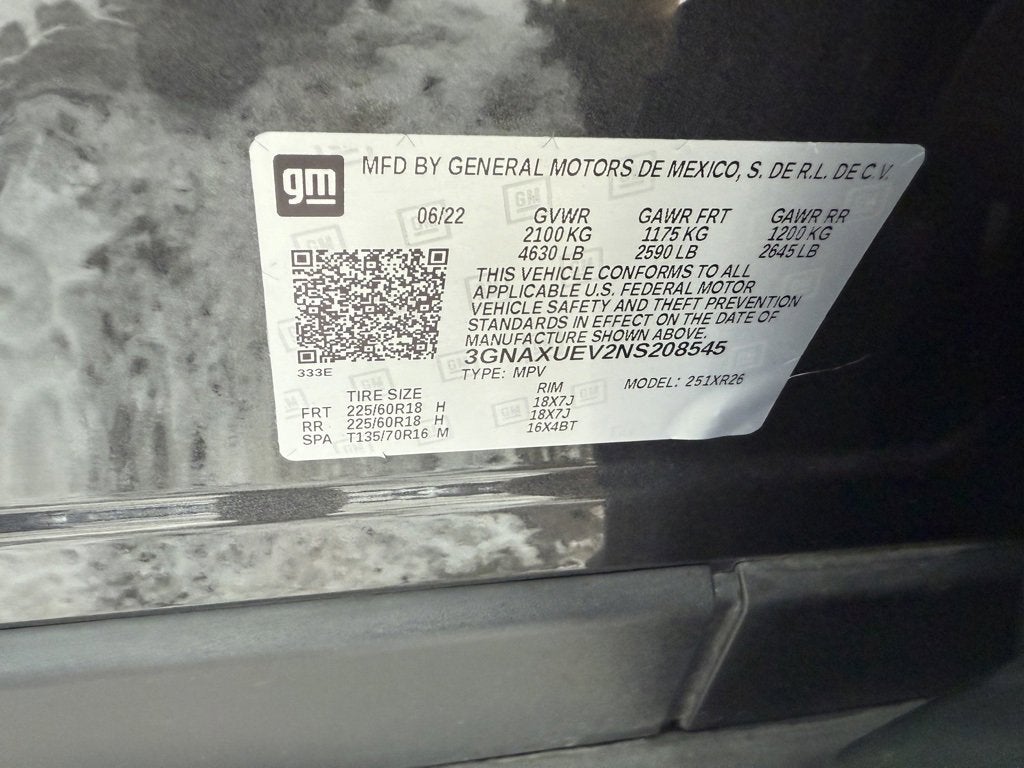 gm
MFD BY GENERAL MOTORS DE MEXICO, S. DE R.L. DE C.V.
06/22 GVWR GAWR FRT GAWR RR
2100 KG 1175 KG 1200 KG
4630 LB 2590 LB 2645 LB
THIS VEHICLE CONFORMS TO ALL
APPLICABLE U.S. FEDERAL MOTOR
VEHICLE SAFETY AND THEFT PREVENTION
STANDARDS IN EFFECT ON THE DATE OF
MANUFACTURE SHOWN ABOVE.
3GNAXUEV2NS208545
333E
TYPE: MPV MODEL: 251XR26
TIRE SIZE RIM
FRT 225/60R18 H 18X7J
RR 225/60R18 H 18X7J
SPA T135/70R16 M 16X4BT